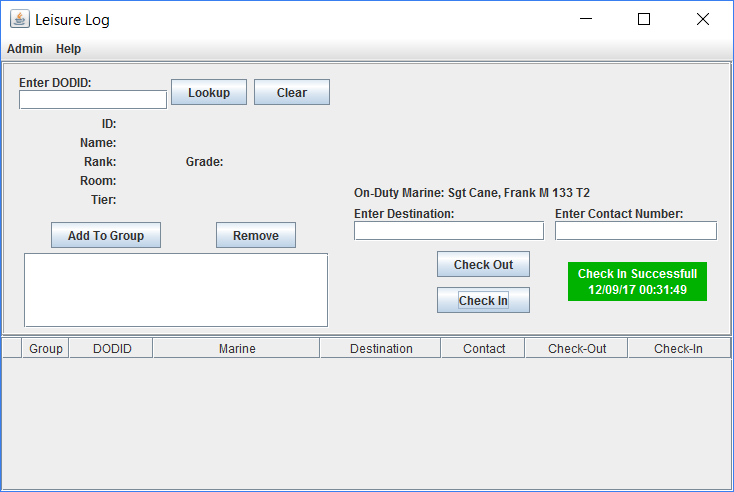 Leisure Log
Admin Help
Enter DODID:
Lookup Clear
ID:
Name:
Rank: Grade:
Room:
Tier:
On-Duty Marine: Sgt Cane, Frank M 133 T2
Enter Destination: Enter Contact Number:
Add To Group Remove
Check Out
Check In Successfull
12/09/17 00:31:49
Check In
Group DODID Marine Destination Contact Check-Out Check-In